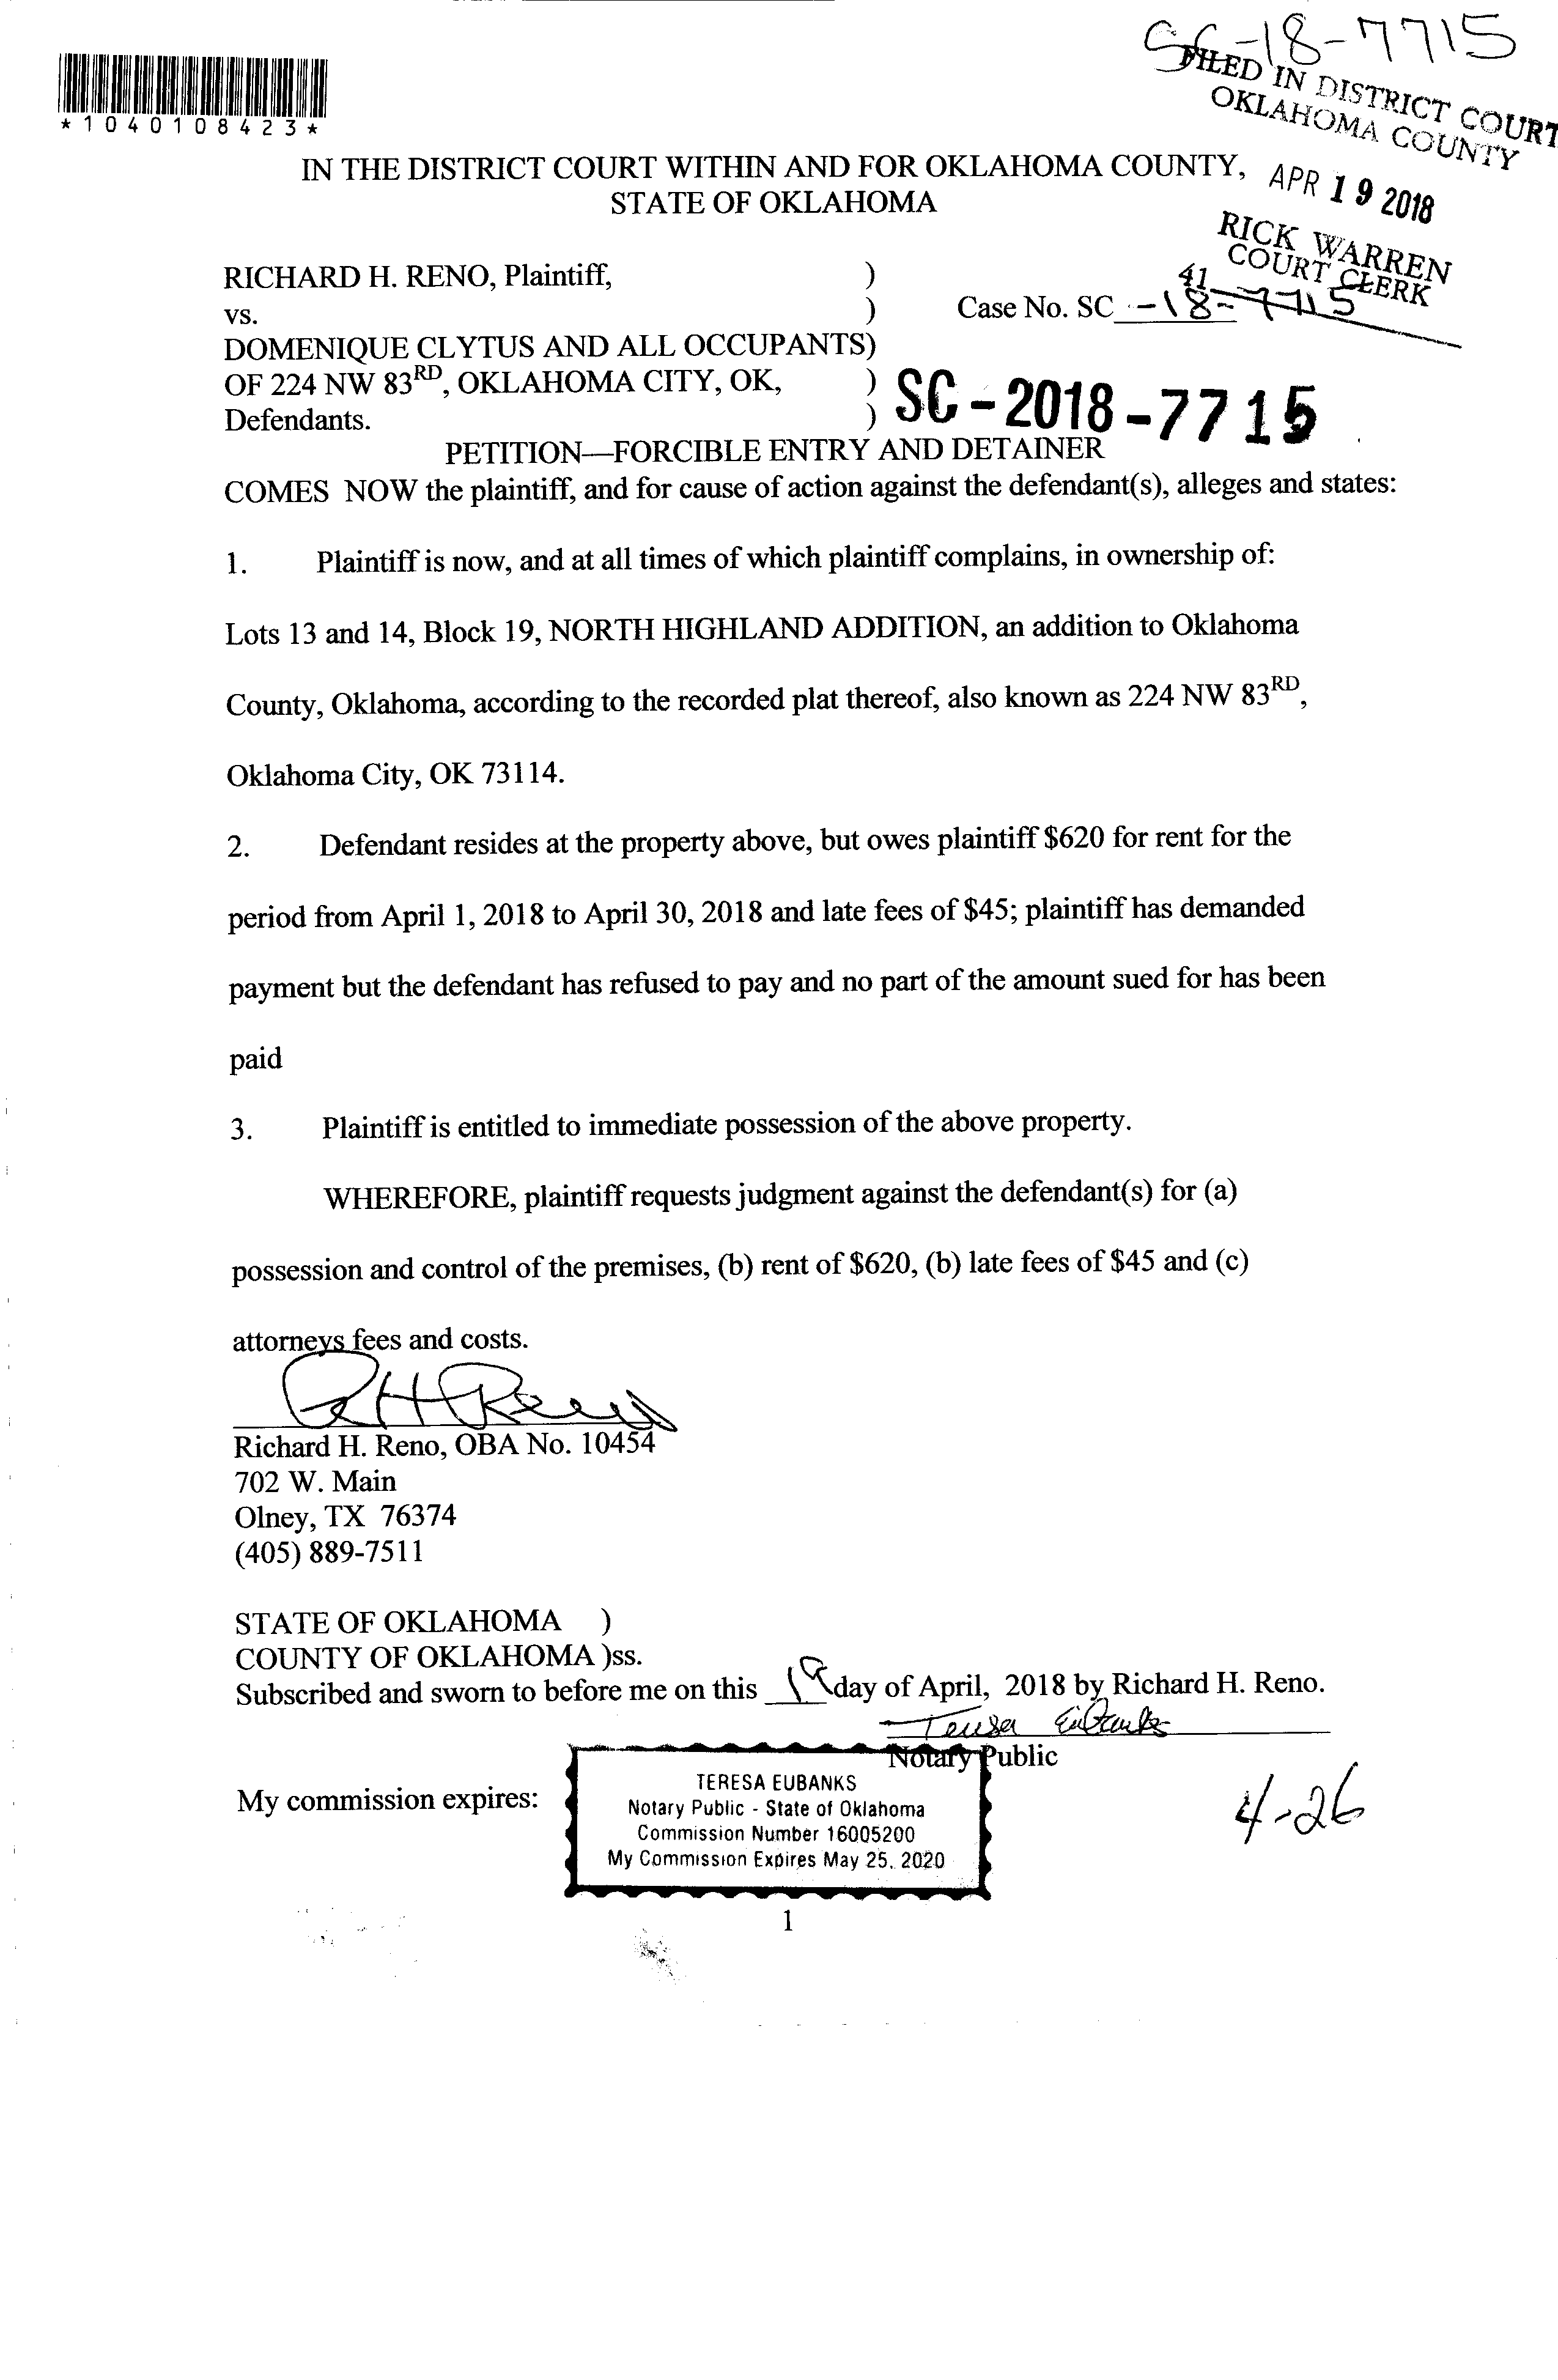 SC-18-7715
FILED IN DISTRICT COURT
OKLAHOMA COUNTY
*1040108423*
IN THE DISTRICT COURT WITHIN AND FOR OKLAHOMA COUNTY,
STATE OF OKLAHOMA
APR 19 2018
RICK WARREN
COURT CLERK
41
RICHARD H. RENO, Plaintiff, )
vs. ) Case No. SC -18-7715
DOMENIQUE CLYTUS AND ALL OCCUPANTS)
OF 224 NW 83RD, OKLAHOMA CITY, OK, )
Defendants. )
SC-2018-7715
PETITION—FORCIBLE ENTRY AND DETAINER
COMES NOW the plaintiff, and for cause of action against the defendant(s), alleges and states:
1. Plaintiff is now, and at all times of which plaintiff complains, in ownership of:
Lots 13 and 14, Block 19, NORTH HIGHLAND ADDITION, an addition to Oklahoma
County, Oklahoma, according to the recorded plat thereof, also known as 224 NW 83RD,
Oklahoma City, OK 73114.
2. Defendant resides at the property above, but owes plaintiff $620 for rent for the
period from April 1, 2018 to April 30, 2018 and late fees of $45; plaintiff has demanded
payment but the defendant has refused to pay and no part of the amount sued for has been
paid
3. Plaintiff is entitled to immediate possession of the above property.
WHEREFORE, plaintiff requests judgment against the defendant(s) for (a)
possession and control of the premises, (b) rent of $620, (b) late fees of $45 and (c)
attorneys fees and costs.
RH Reno
Richard H. Reno, OBA No. 10454
702 W. Main
Olney, TX 76374
(405) 889-7511
STATE OF OKLAHOMA )
COUNTY OF OKLAHOMA )ss.
Subscribed and sworn to before me on this 19 day of April, 2018 by Richard H. Reno.
Teresa Eubanks
Notary Public
My commission expires:
TERESA EUBANKS
Notary Public - State of Oklahoma
Commission Number 16005200
My Commission Expires May 25, 2020
4-26
1